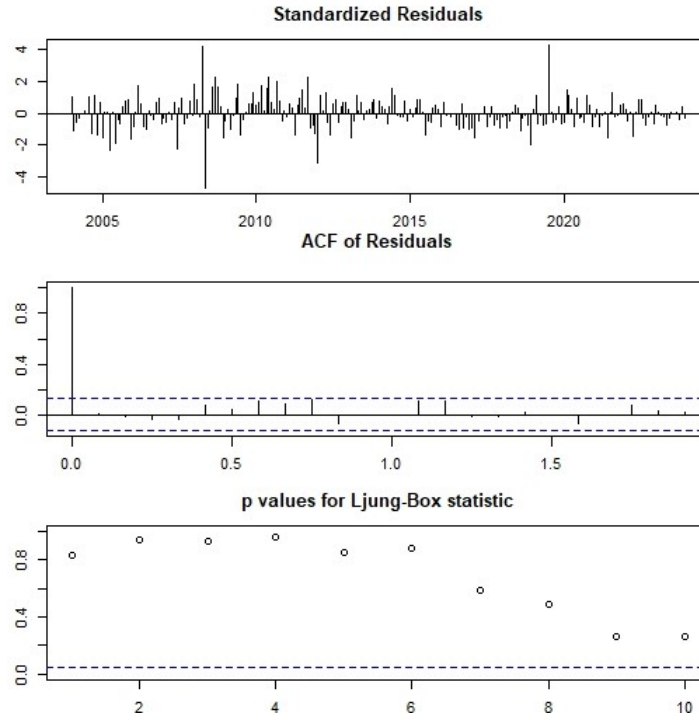 Standardized Residuals
4
2
0
-2
-4
2005 2010 2015 2020
ACF of Residuals
0.8
0.4
0.0
0.0 0.5 1.0 1.5
p values for Ljung-Box statistic
0.8
0.4
0.0
2 4 6 8 10